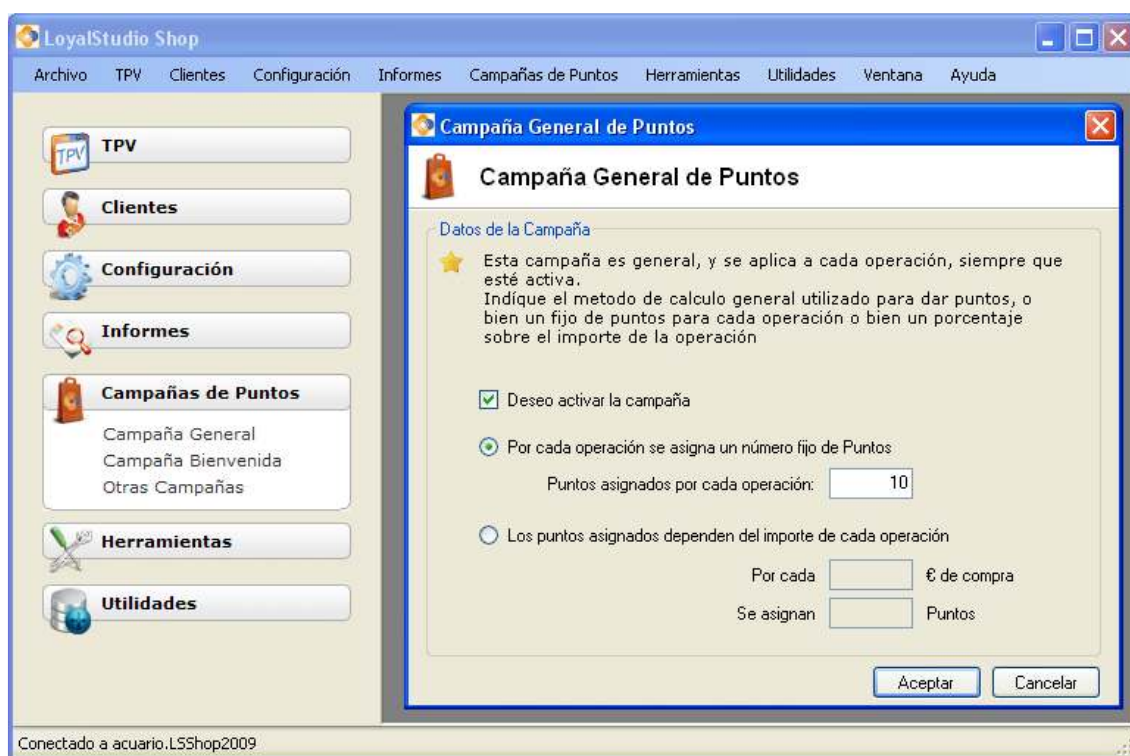 LoyalStudio Shop
Archivo TPV Clientes Configuración Informes Campañas de Puntos Herramientas Utilidades Ventana Ayuda
TPV
TPV
Clientes
Configuración
Informes
Campañas de Puntos
Campaña General
Campaña Bienvenida
Otras Campañas
Herramientas
Utilidades
Campaña General de Puntos
Campaña General de Puntos
Datos de la Campaña
Esta campaña es general, y se aplica a cada operación, siempre que
esté activa.
Indíque el metodo de calculo general utilizado para dar puntos, o
bien un fijo de puntos para cada operación o bien un porcentaje
sobre el importe de la operación
Deseo activar la campaña
Por cada operación se asigna un número fijo de Puntos
Puntos asignados por cada operación: 10
Los puntos asignados dependen del importe de cada operación
Por cada € de compra
Se asignan Puntos
Aceptar Cancelar
Conectado a acuario.LSShop2009